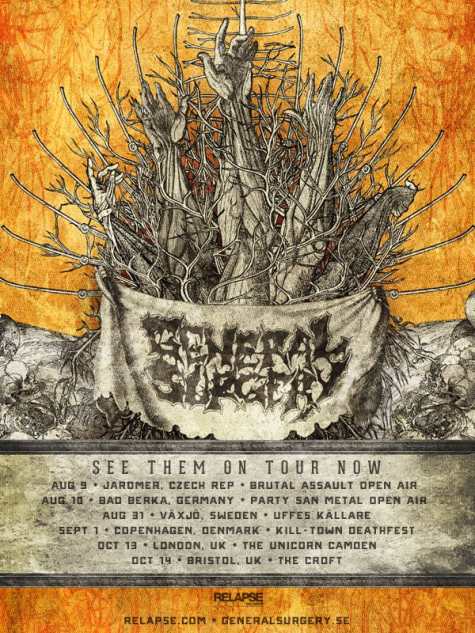 GENERAL
SURGERY
SEE THEM ON TOUR NOW
AUG 9 • JAROMER, CZECH REP • BRUTAL ASSAULT OPEN AIR
AUG 10 • BAD BERKA, GERMANY • PARTY SAN METAL OPEN AIR
AUG 31 • VÄXJÖ, SWEDEN • UFFES KÄLLARE
SEPT 1 • COPENHAGEN, DENMARK • KILL-TOWN DEATHFEST
OCT 13 • LONDON, UK • THE UNICORN CAMDEN
OCT 14 • BRISTOL, UK • THE CROFT
RELAPSE
RELAPSE.COM • GENERALSURGERY.SE